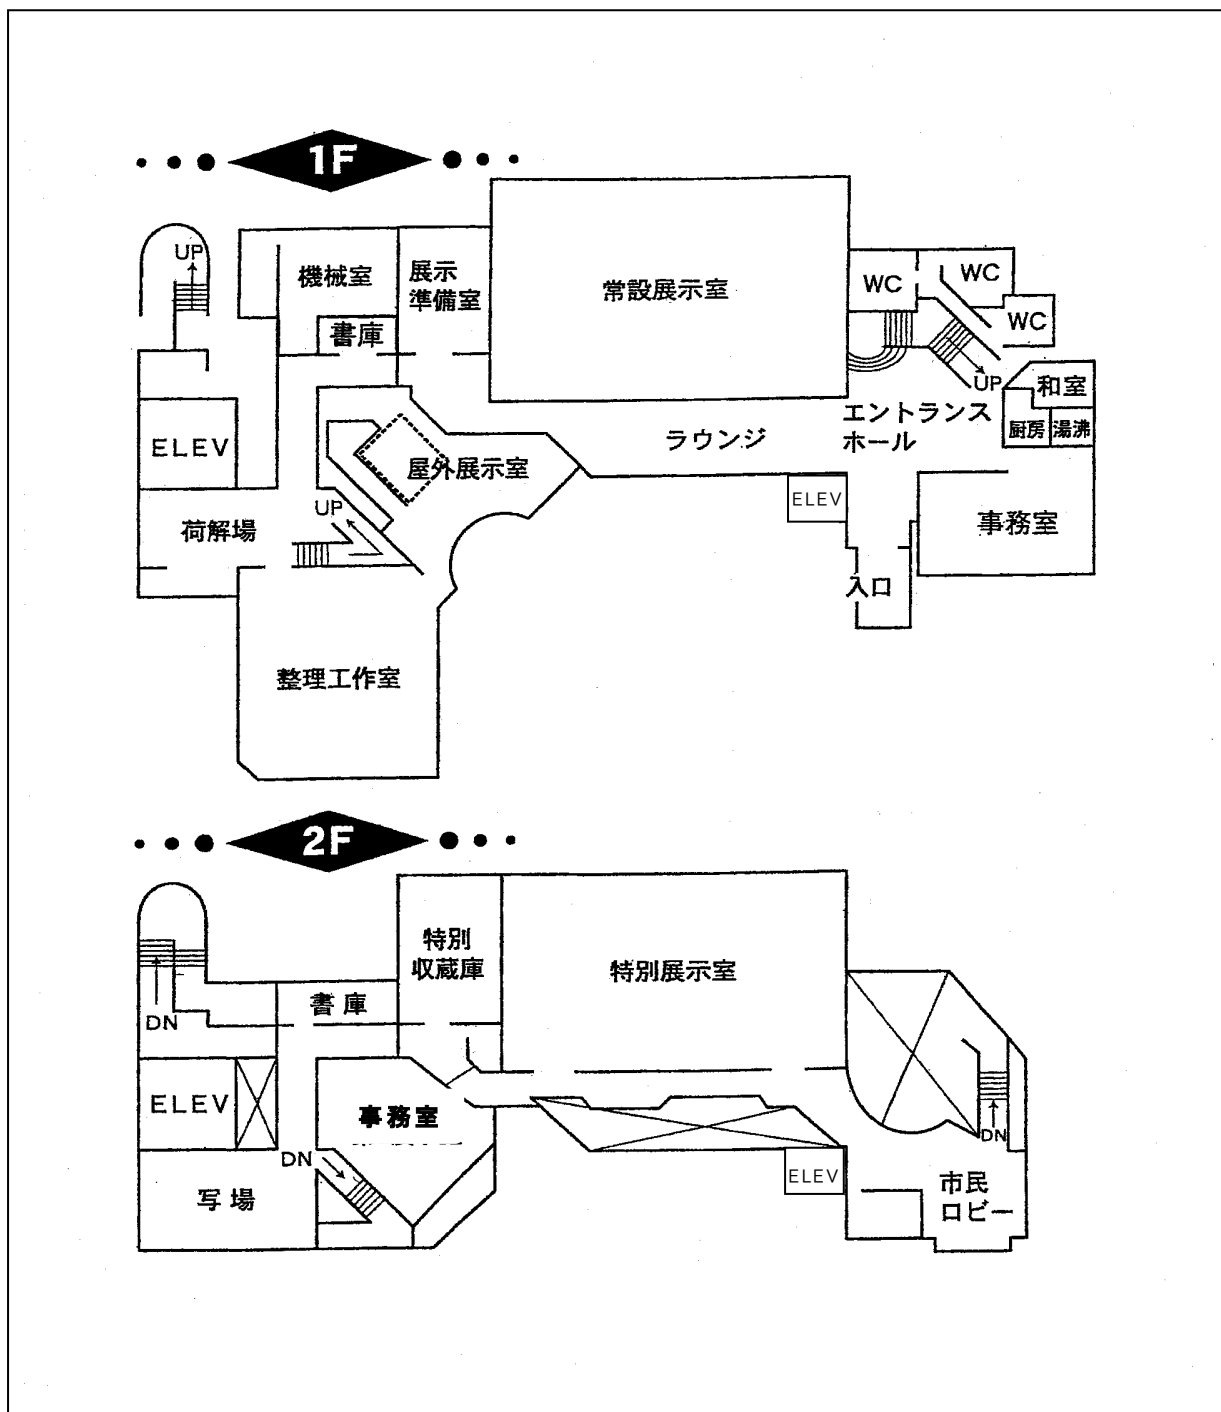 1F
UP
機械室
展示
準備室
常設展示室
WC
WC
WC
書庫
UP
和室
ELEV
屋外展示室
ラウンジ
エントランス
ホール
厨房
湯沸
ELEV
荷解場
UP
事務室
入口
整理工作室
2F
特別
収蔵庫
特別展示室
書庫
DN
ELEV
事務室
DN
DN
ELEV
写場
市民
ロビー